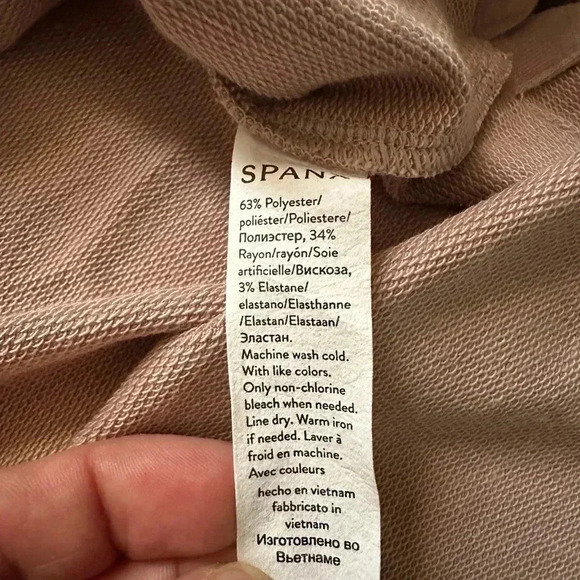 SPANX
63% Polyester/
poliéster/Poliestere/
Полиэстер, 34%
Rayon/rayón/Soie
artificielle/Вискоза,
3% Elastane/
elastano/Elasthanne
/Elastan/Elastaan/
Эластан.
Machine wash cold.
With like colors.
Only non-chlorine
bleach when needed.
Line dry. Warm iron
if needed. Laver à
froid en machine.
Avec couleurs
hecho en vietnam
fabbricato in
vietnam
Изготовлено во
Вьетнаме